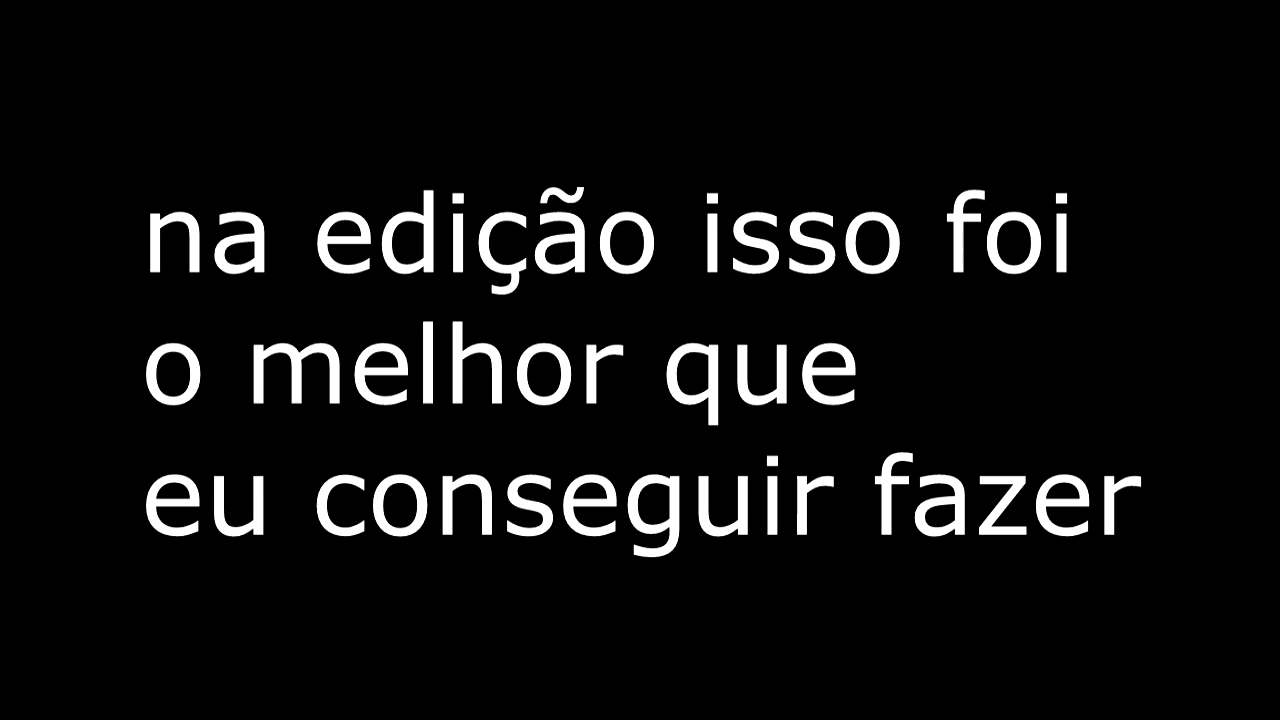 na edição isso foi
o melhor que
eu conseguir fazer